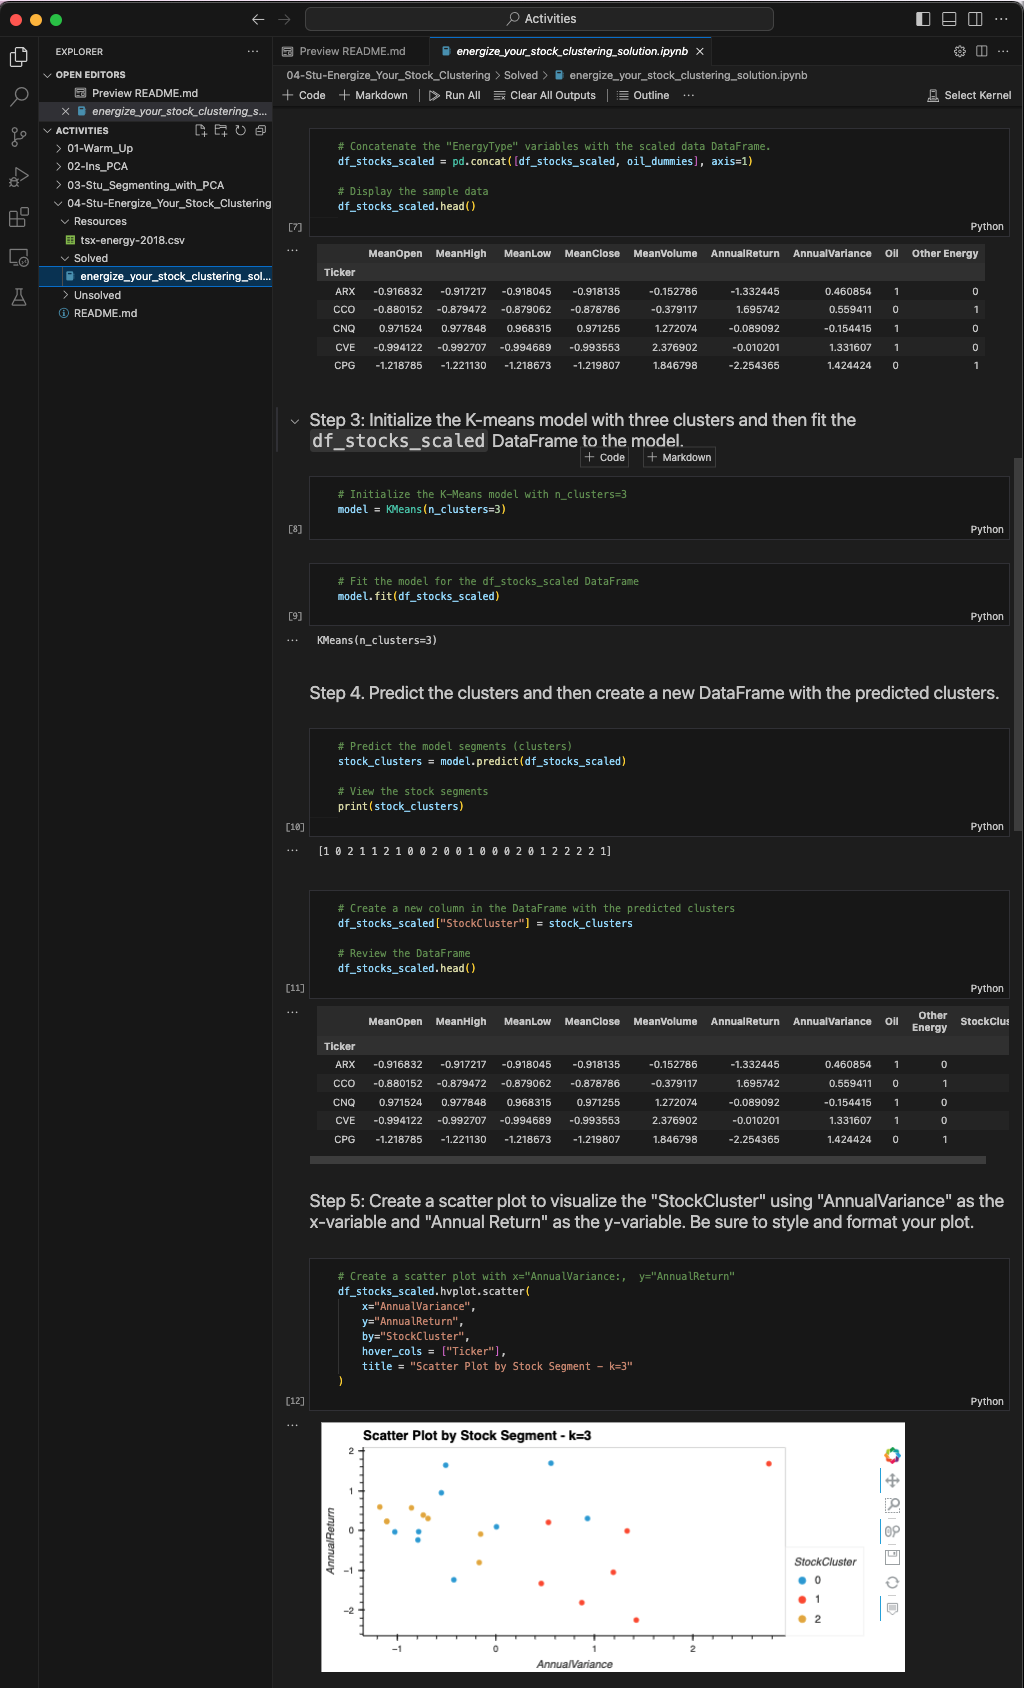 Activities
EXPLORER
OPEN EDITORS
Preview README.md
energize_your_stock_clustering_s...
ACTIVITIES
01-Warm_Up
02-Ins_PCA
03-Stu_Segmenting_with_PCA
04-Stu-Energize_Your_Stock_Clustering
Resources
tsx-energy-2018.csv
Solved
energize_your_stock_clustering_sol...
Unsolved
README.md
Preview README.md
energize_your_stock_clustering_solution.ipynb
04-Stu-Energize_Your_Stock_Clustering > Solved > energize_your_stock_clustering_solution.ipynb
+ Code + Markdown Run All Clear All Outputs Outline ... Select Kernel
# Concatenate the "EnergyType" variables with the scaled data DataFrame.
df_stocks_scaled = pd.concat([df_stocks_scaled, oil_dummies], axis=1)
# Display the sample data
df_stocks_scaled.head()
[7] Python
MeanOpen MeanHigh MeanLow MeanClose MeanVolume AnnualReturn AnnualVariance Oil Other Energy
Ticker
ARX -0.916832 -0.917217 -0.918045 -0.918135 -0.152786 -1.332445 0.460854 1 0
CCO -0.880152 -0.879472 -0.879062 -0.878786 -0.379117 1.695742 0.559411 0 1
CNQ 0.971524 0.977848 0.968315 0.971255 1.272074 -0.089092 -0.154415 1 0
CVE -0.994122 -0.992707 -0.994689 -0.993553 2.376902 -0.010201 1.331607 1 0
CPG -1.218785 -1.221130 -1.218673 -1.219807 1.846798 -2.254365 1.424424 0 1
Step 3: Initialize the K-means model with three clusters and then fit the
df_stocks_scaled DataFrame to the model.
+ Code + Markdown
# Initialize the K-Means model with n_clusters=3
model = KMeans(n_clusters=3)
[8] Python
# Fit the model for the df_stocks_scaled DataFrame
model.fit(df_stocks_scaled)
[9] Python
KMeans(n_clusters=3)
Step 4. Predict the clusters and then create a new DataFrame with the predicted clusters.
# Predict the model segments (clusters)
stock_clusters = model.predict(df_stocks_scaled)
# View the stock segments
print(stock_clusters)
[10] Python
[1 0 2 1 1 2 1 0 0 2 0 0 1 0 0 0 2 0 1 2 2 2 2 1]
# Create a new column in the DataFrame with the predicted clusters
df_stocks_scaled["StockCluster"] = stock_clusters
# Review the DataFrame
df_stocks_scaled.head()
[11] Python
MeanOpen MeanHigh MeanLow MeanClose MeanVolume AnnualReturn AnnualVariance Oil Other Energy StockClus
Ticker
ARX -0.916832 -0.917217 -0.918045 -0.918135 -0.152786 -1.332445 0.460854 1 0
CCO -0.880152 -0.879472 -0.879062 -0.878786 -0.379117 1.695742 0.559411 0 1
CNQ 0.971524 0.977848 0.968315 0.971255 1.272074 -0.089092 -0.154415 1 0
CVE -0.994122 -0.992707 -0.994689 -0.993553 2.376902 -0.010201 1.331607 1 0
CPG -1.218785 -1.221130 -1.218673 -1.219807 1.846798 -2.254365 1.424424 0 1
Step 5: Create a scatter plot to visualize the "StockCluster" using "AnnualVariance" as the
x-variable and "Annual Return" as the y-variable. Be sure to style and format your plot.
# Create a scatter plot with x="AnnualVariance:,  y="AnnualReturn"
df_stocks_scaled.hvplot.scatter(
x="AnnualVariance",
y="AnnualReturn",
by="StockCluster",
hover_cols = ["Ticker"],
title = "Scatter Plot by Stock Segment - k=3"
)
[12] Python
Scatter Plot by Stock Segment - k=3
AnnualReturn
2
1
0
-1
-2
-1 0 1 2
AnnualVariance
StockCluster
0
1
2